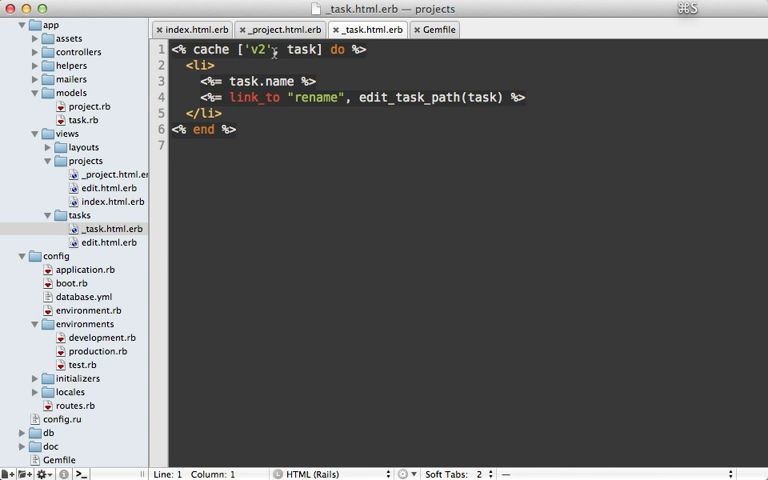 _task.html.erb — projects
⌘S
app
assets
controllers
helpers
mailers
models
project.rb
task.rb
views
layouts
projects
_project.html.er
edit.html.erb
index.html.erb
tasks
_task.html.erb
edit.html.erb
config
application.rb
boot.rb
database.yml
environment.rb
environments
development.rb
production.rb
test.rb
initializers
locales
routes.rb
config.ru
db
doc
Gemfile
index.html.erb _project.html.erb _task.html.erb Gemfile
1 <% cache ['v2', task] do %>
2 <li>
3 <%= task.name %>
4 <%= link_to "rename", edit_task_path(task) %>
5 </li>
6 <% end %>
7
Line: 1 Column: 1 HTML (Rails) Soft Tabs: 2 —